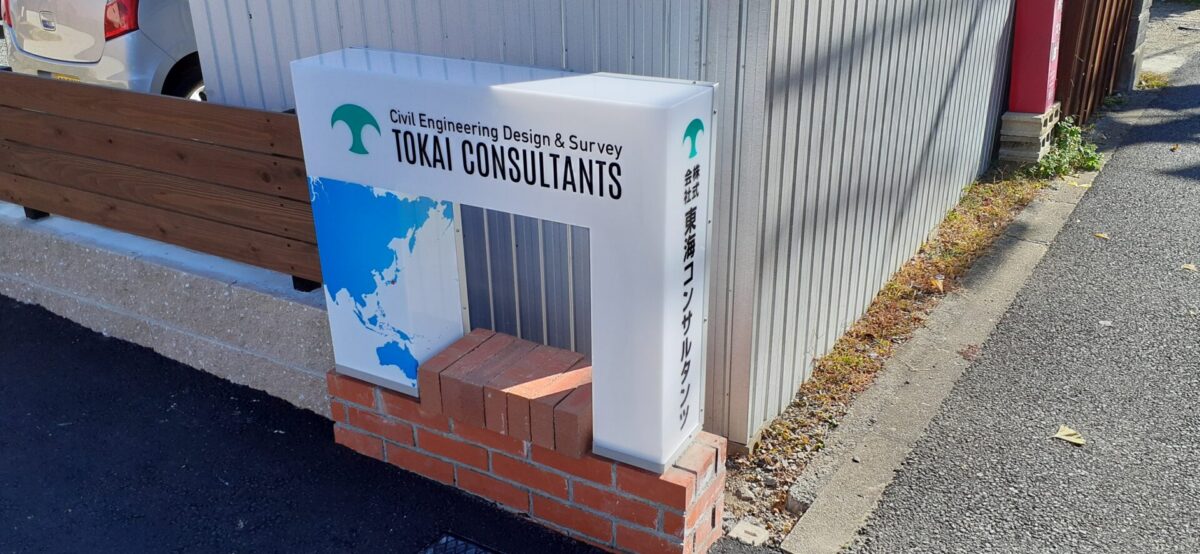 Civil Engineering Design & Survey
TOKAI CONSULTANTS
株式
会社
東海コンサルタンツ